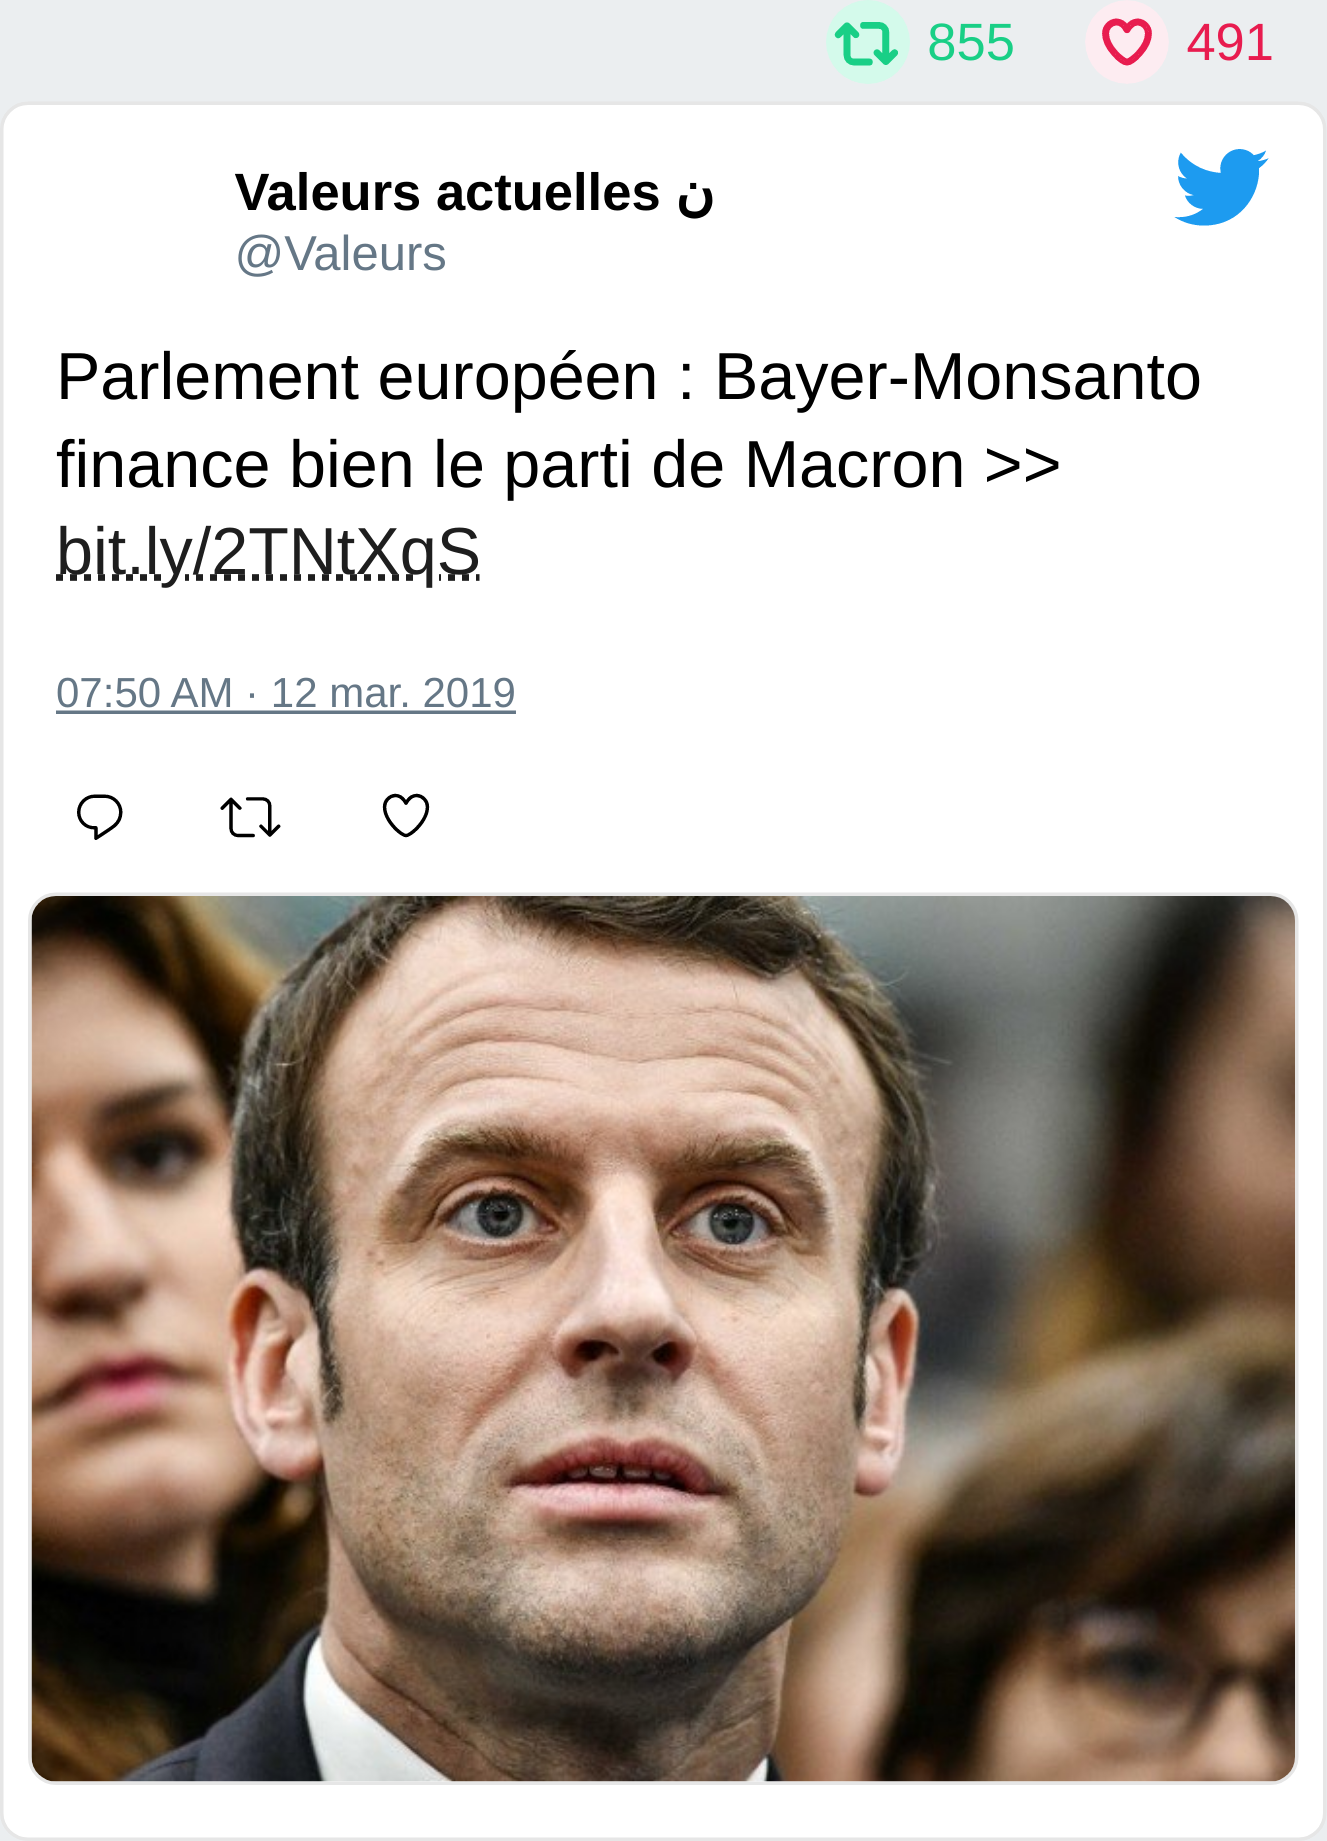 855 491
Valeurs actuelles ن
@Valeurs
Parlement européen : Bayer-Monsanto
finance bien le parti de Macron >>
bit.ly/2TNtXqS
07:50 AM · 12 mar. 2019